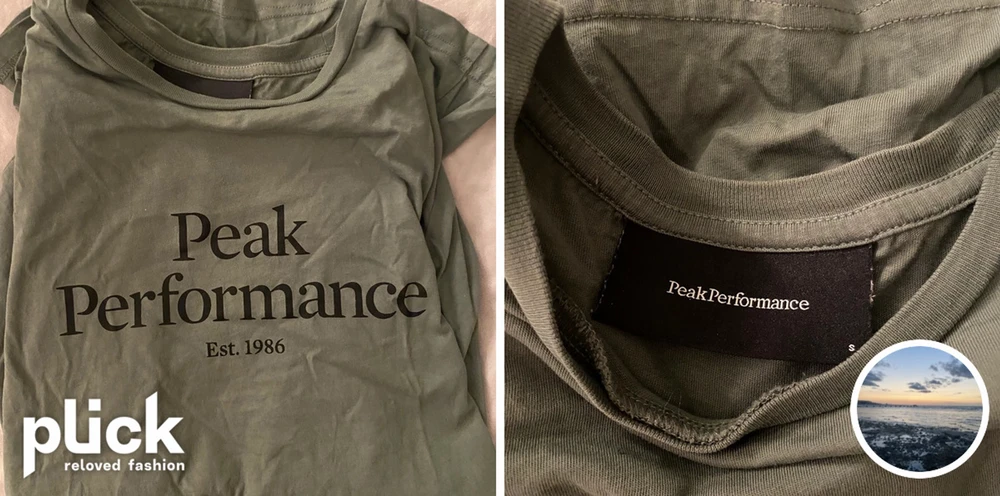 Peak
Performance
Est. 1986
plick
reloved fashion
PeakPerformance
S